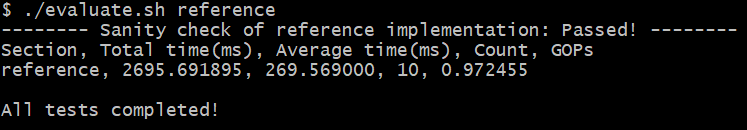 $ ./evaluate.sh reference
-------- Sanity check of reference implementation: Passed! --------
Section, Total time(ms), Average time(ms), Count, GOPs
reference, 2695.691895, 269.569000, 10, 0.972455
All tests completed!